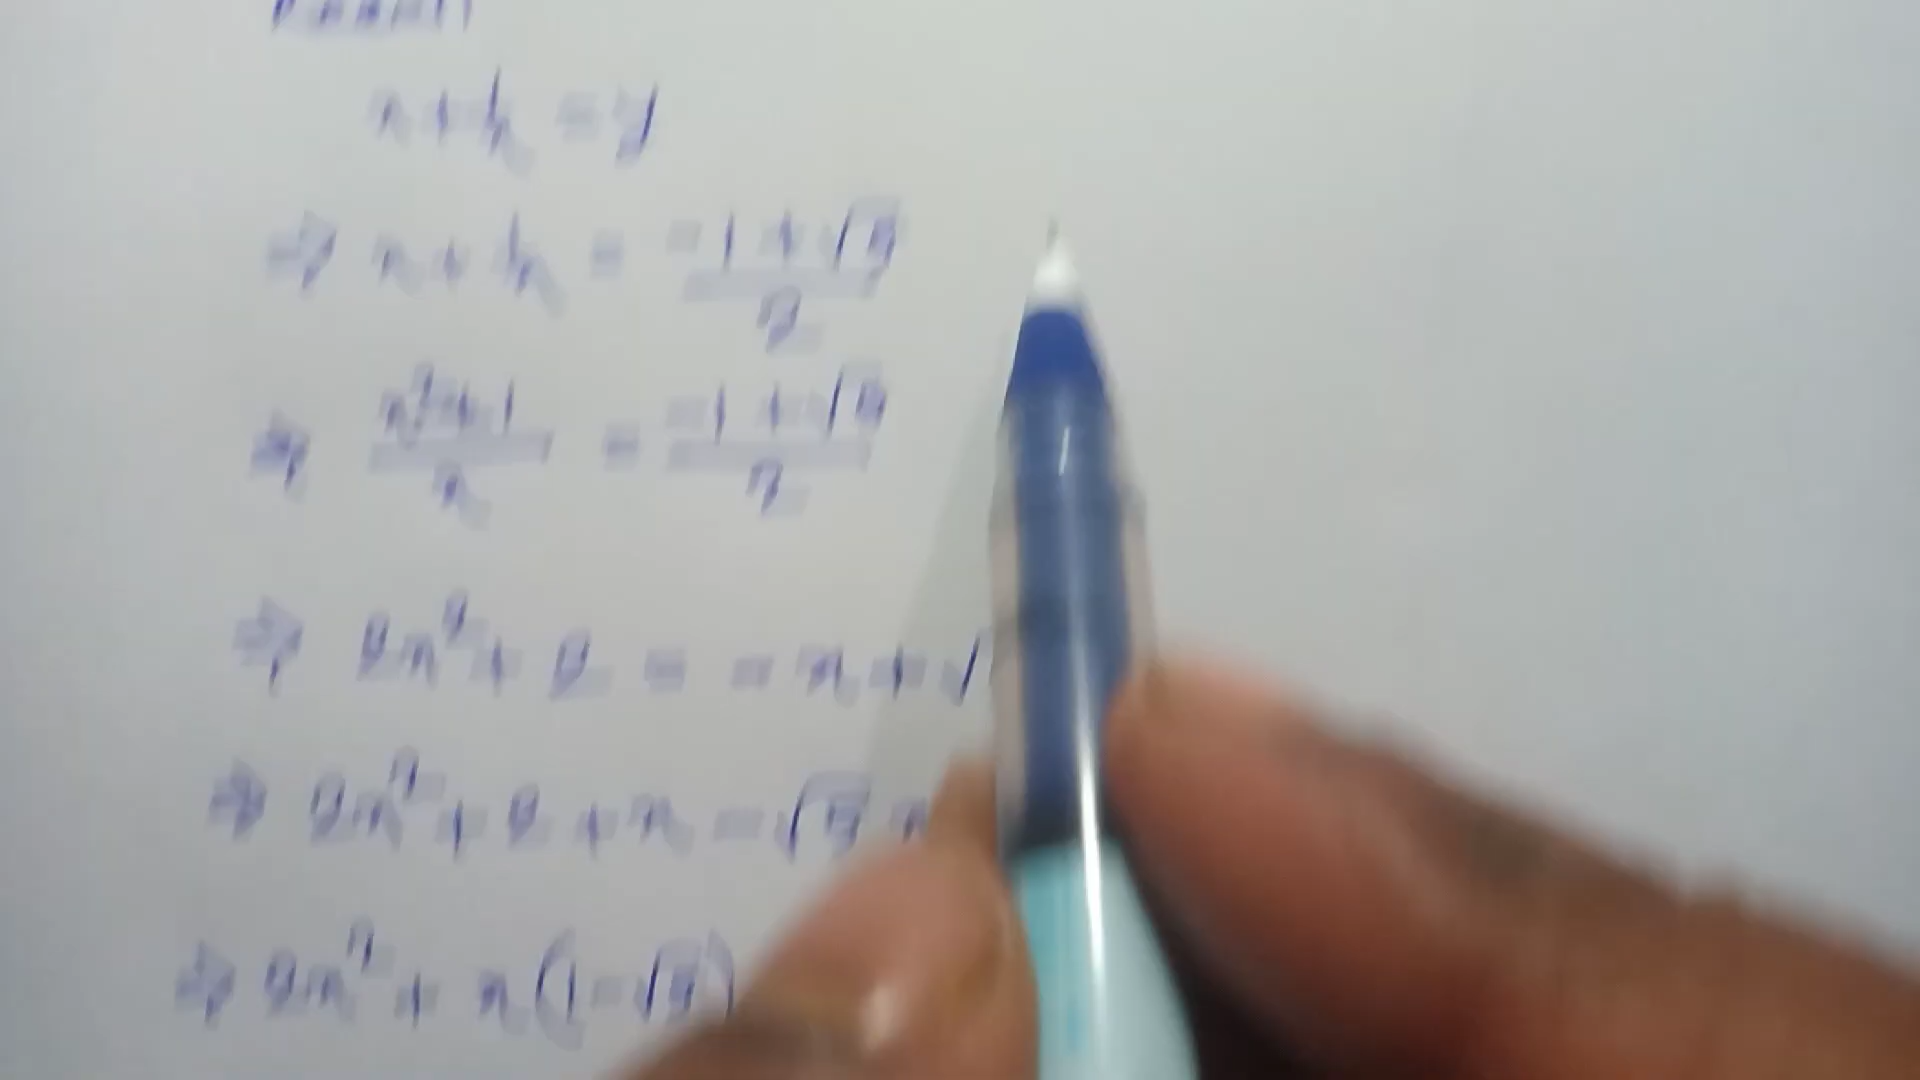 x + 1/x = y
⇒ x + 1/x = (-1 + √5)/2
⇒ (x² + 1)/x = (-1 + √5)/2
⇒ 2x² + 2 = -x + √
⇒ 2x² + 2 + x - √5 x
⇒ 2x² + x(1 - √5)